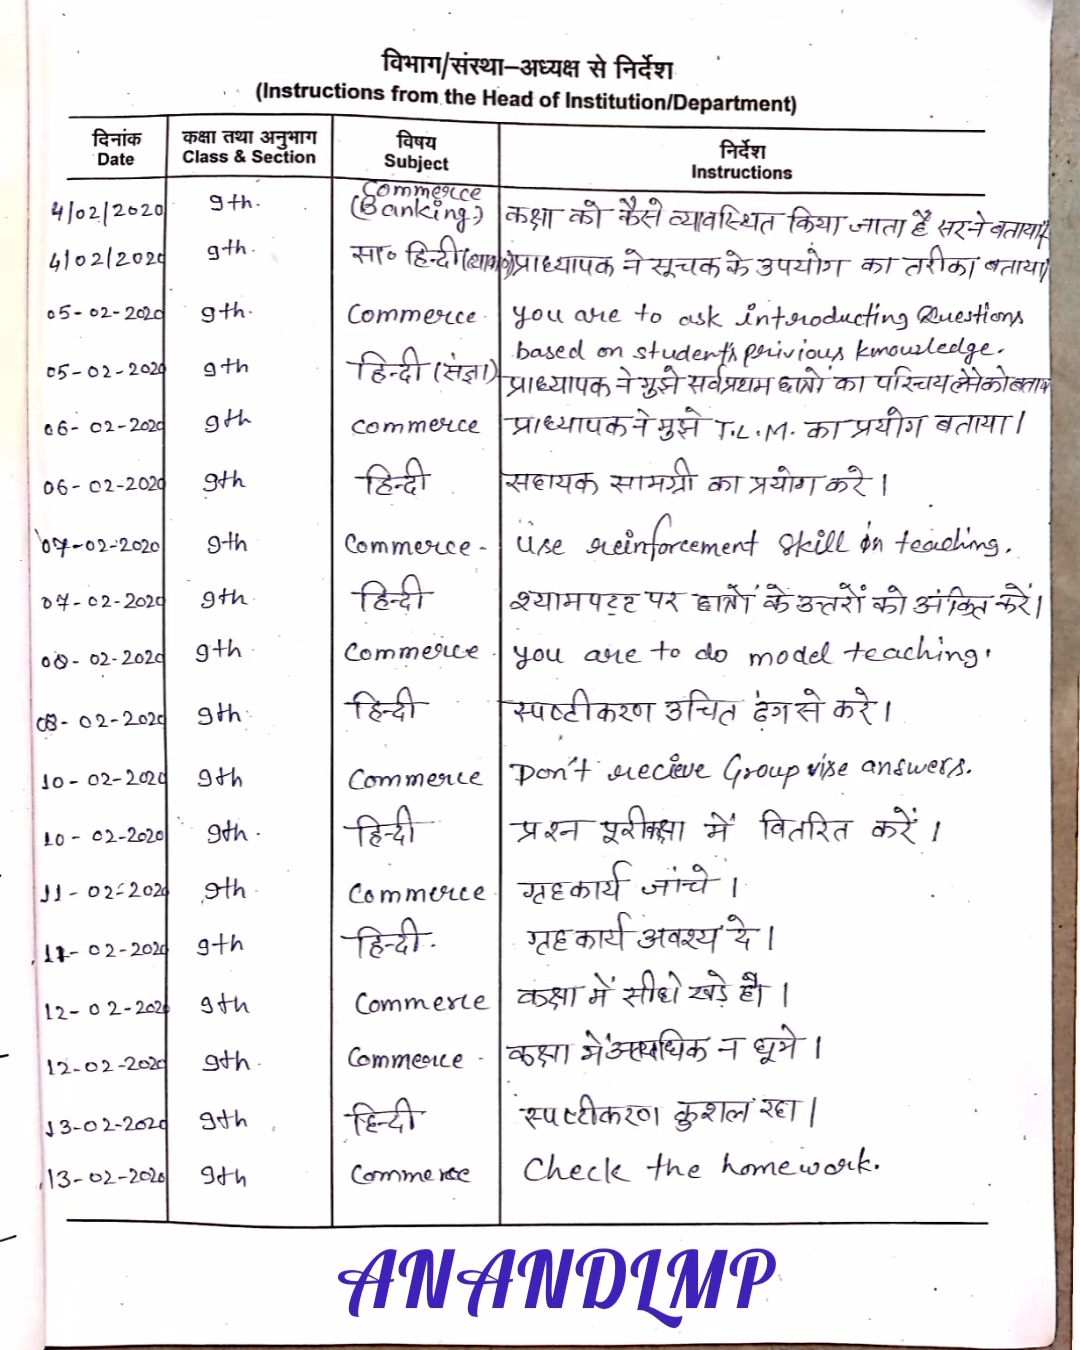 विभाग/संस्था–अध्यक्ष से निर्देश
(Instructions from the Head of Institution/Department)
दिनांक Date कक्षा तथा अनुभाग Class & Section विषय Subject निर्देश Instructions
4/02/2020 9th. Commerce (Banking) कक्षा को कैसे व्यावस्थित किया जाता है सरने बताया।
4/02/2020 9th. सा० हिन्दी प्राध्यापक ने सूचक के उपयोग का तरीका बताया।
05-02-2020 9th. Commerce. you are to ask introducting Questions
based on student's privious knowledge.
05-02-2020 9th हिन्दी (संज्ञा) प्राध्यापक ने मुझे सर्वप्रथम छात्रों का परिचय लेने को बताय
06-02-2020 9th commerce प्राध्यापक ने मुझे T.L.M. का प्रयोग बताया।
06-02-2020 9th हिन्दी सहायक सामग्री का प्रयोग करे।
07-02-2020 9th Commerce- Use reinforcement skill in teaching.
07-02-2020 9th. हिन्दी श्यामपट्ट पर छात्रों के उत्तरों को अंकित करें।
08-02-2020 9th. Commerce. you are to do model teaching.
08-02-2020 9th. हिन्दी स्पष्टीकरण उचित ढंग से करे।
10-02-2020 9th Commerce Don't recieve Group vise answers.
10-02-2020 9th. हिन्दी प्रश्न में वितरित करें।
11-02-2020 9th. Commerce. गृहकार्य जांचे।
11-02-2020 9th हिन्दी. गृहकार्य अवश्य दे।
12-02-2020 9th Commerce कक्षा में सीधे खड़े हों।
12-02-2020 9th. Commerce- कक्षा में अत्यधिक न घूमे।
13-02-2020 9th हिन्दी स्पष्टीकरण कुशल रहा।
13-02-2020 9th Commerce Check the homework.
ANANDLMP